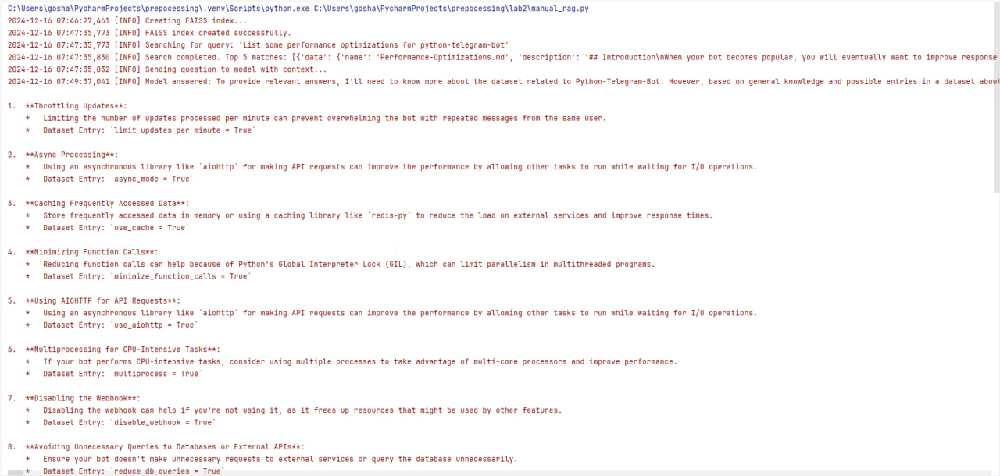 C:\Users\gosha\PycharmProjects\prepocessing\.venv\Scripts\python.exe C:\Users\gosha\PycharmProjects\prepocessing\lab2\manual_rag.py
2024-12-16 07:46:27,461 [INFO] Creating FAISS index...
2024-12-16 07:47:35,773 [INFO] FAISS index created successfully.
2024-12-16 07:47:35,773 [INFO] Searching for query: 'List some performance optimizations for python-telegram-bot'
2024-12-16 07:47:35,830 [INFO] Search completed. Top 5 matches: [{'data': {'name': 'Performance-Optimizations.md', 'description': '## Introduction\nWhen your bot becomes popular, you will eventually want to improve response
2024-12-16 07:47:35,832 [INFO] Sending question to model with context...
2024-12-16 07:49:37,041 [INFO] Model answered: To provide relevant answers, I'll need to know more about the dataset related to Python-Telegram-Bot. However, based on general knowledge and possible entries in a dataset about
1. **Throttling Updates**:
* Limiting the number of updates processed per minute can prevent overwhelming the bot with repeated messages from the same user.
* Dataset Entry: `limit_updates_per_minute = True`
2. **Async Processing**:
* Using an asynchronous library like `aiohttp` for making API requests can improve the performance by allowing other tasks to run while waiting for I/O operations.
* Dataset Entry: `async_mode = True`
3. **Caching Frequently Accessed Data**:
* Store frequently accessed data in memory or using a caching library like `redis-py` to reduce the load on external services and improve response times.
* Dataset Entry: `use_cache = True`
4. **Minimizing Function Calls**:
* Reducing function calls can help because of Python's Global Interpreter Lock (GIL), which can limit parallelism in multithreaded programs.
* Dataset Entry: `minimize_function_calls = True`
5. **Using AIOHTTP for API Requests**:
* Using an asynchronous library like `aiohttp` for making API requests can improve the performance by allowing other tasks to run while waiting for I/O operations.
* Dataset Entry: `use_aiohttp = True`
6. **Multiprocessing for CPU-Intensive Tasks**:
* If your bot performs CPU-intensive tasks, consider using multiple processes to take advantage of multi-core processors and improve performance.
* Dataset Entry: `multiprocess = True`
7. **Disabling the Webhook**:
* Disabling the webhook can help if you're not using it, as it frees up resources that might be used by other features.
* Dataset Entry: `disable_webhook = True`
8. **Avoiding Unnecessary Queries to Databases or External APIs**:
* Ensure your bot doesn't make unnecessary requests to external services or query the database unnecessarily.
* Dataset Entry: `reduce_db_queries = True`